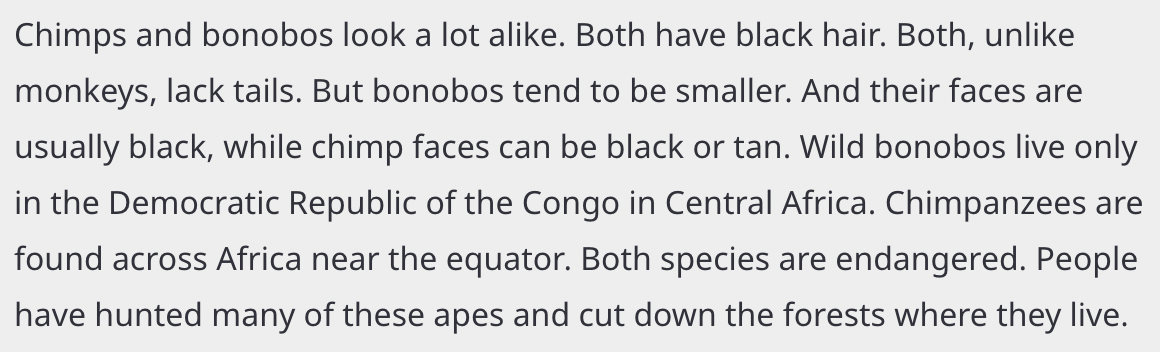 Chimps and bonobos look a lot alike. Both have black hair. Both, unlike
monkeys, lack tails. But bonobos tend to be smaller. And their faces are
usually black, while chimp faces can be black or tan. Wild bonobos live only
in the Democratic Republic of the Congo in Central Africa. Chimpanzees are
found across Africa near the equator. Both species are endangered. People
have hunted many of these apes and cut down the forests where they live.